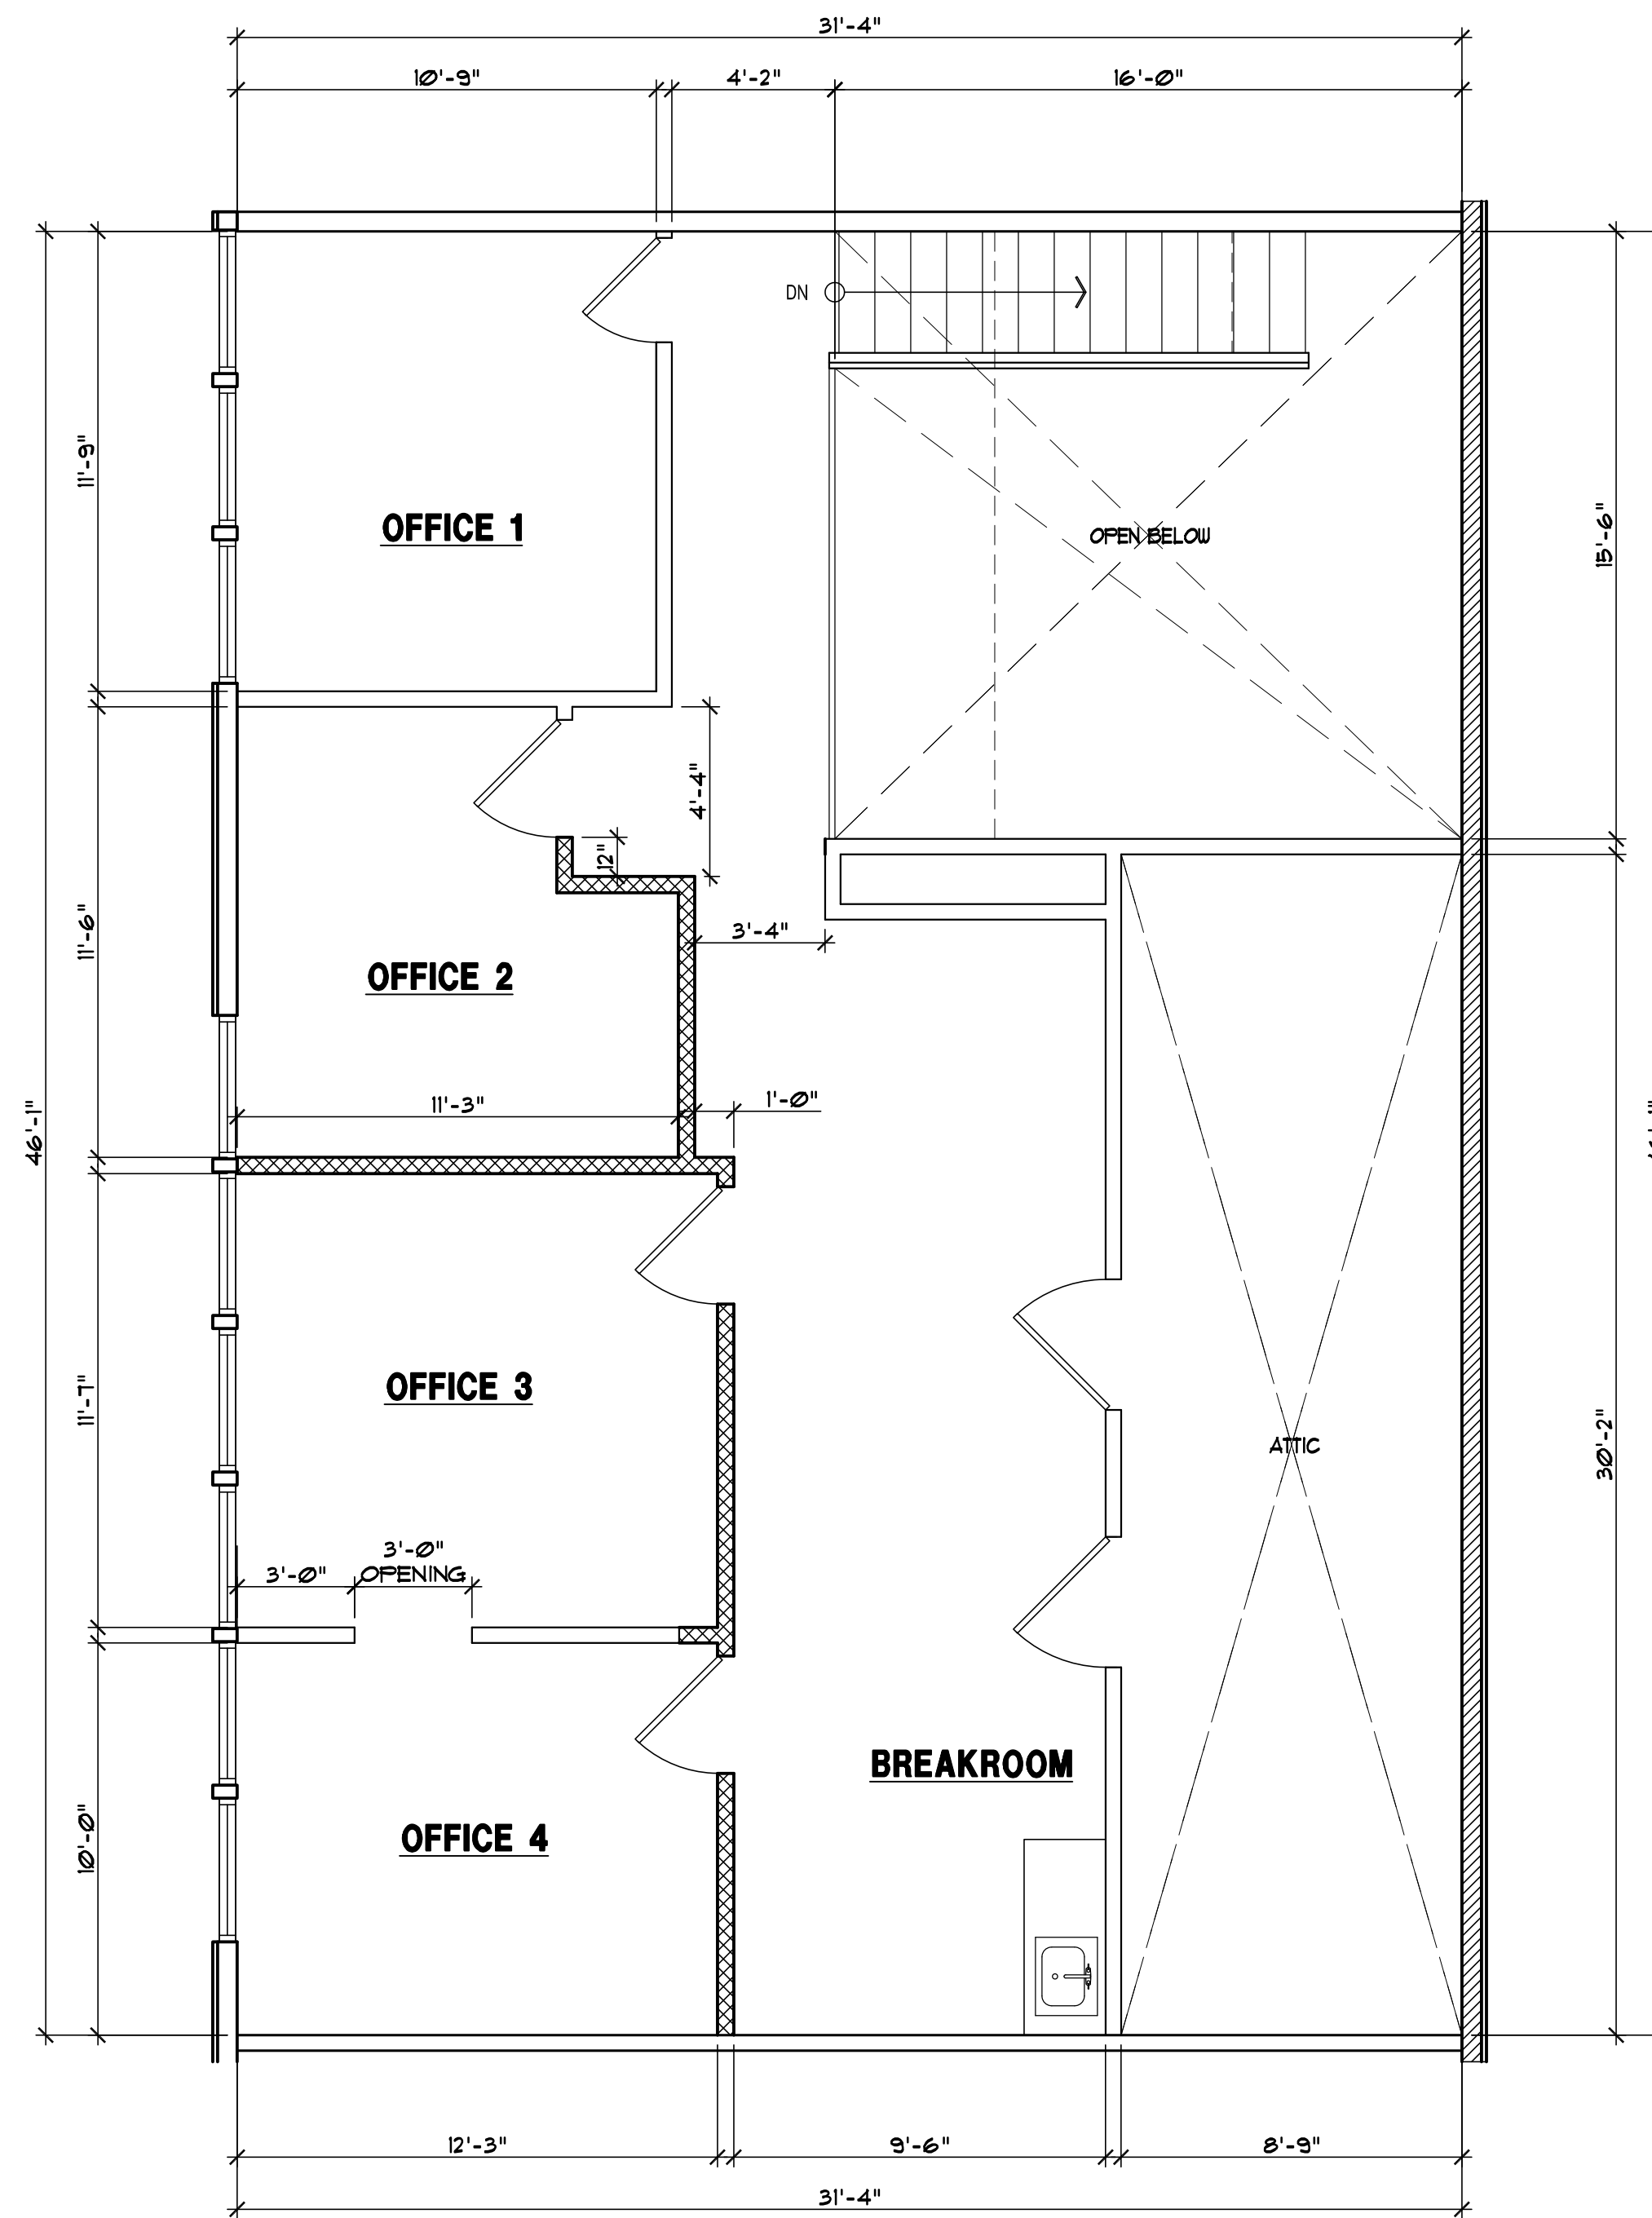 31'-4"
10'-9"
4'-2"
16'-0"
DN
11'-9"
OFFICE 1
OPEN BELOW
15'-6"
4'-4"
12"
11'-6"
3'-4"
OFFICE 2
46'-1"
11'-3"
1'-0"
11'-7"
OFFICE 3
ATTIC
30'-2"
3'-0"
3'-0"
OPENING
BREAKROOM
10'-0"
OFFICE 4
12'-3"
9'-6"
8'-9"
31'-4"